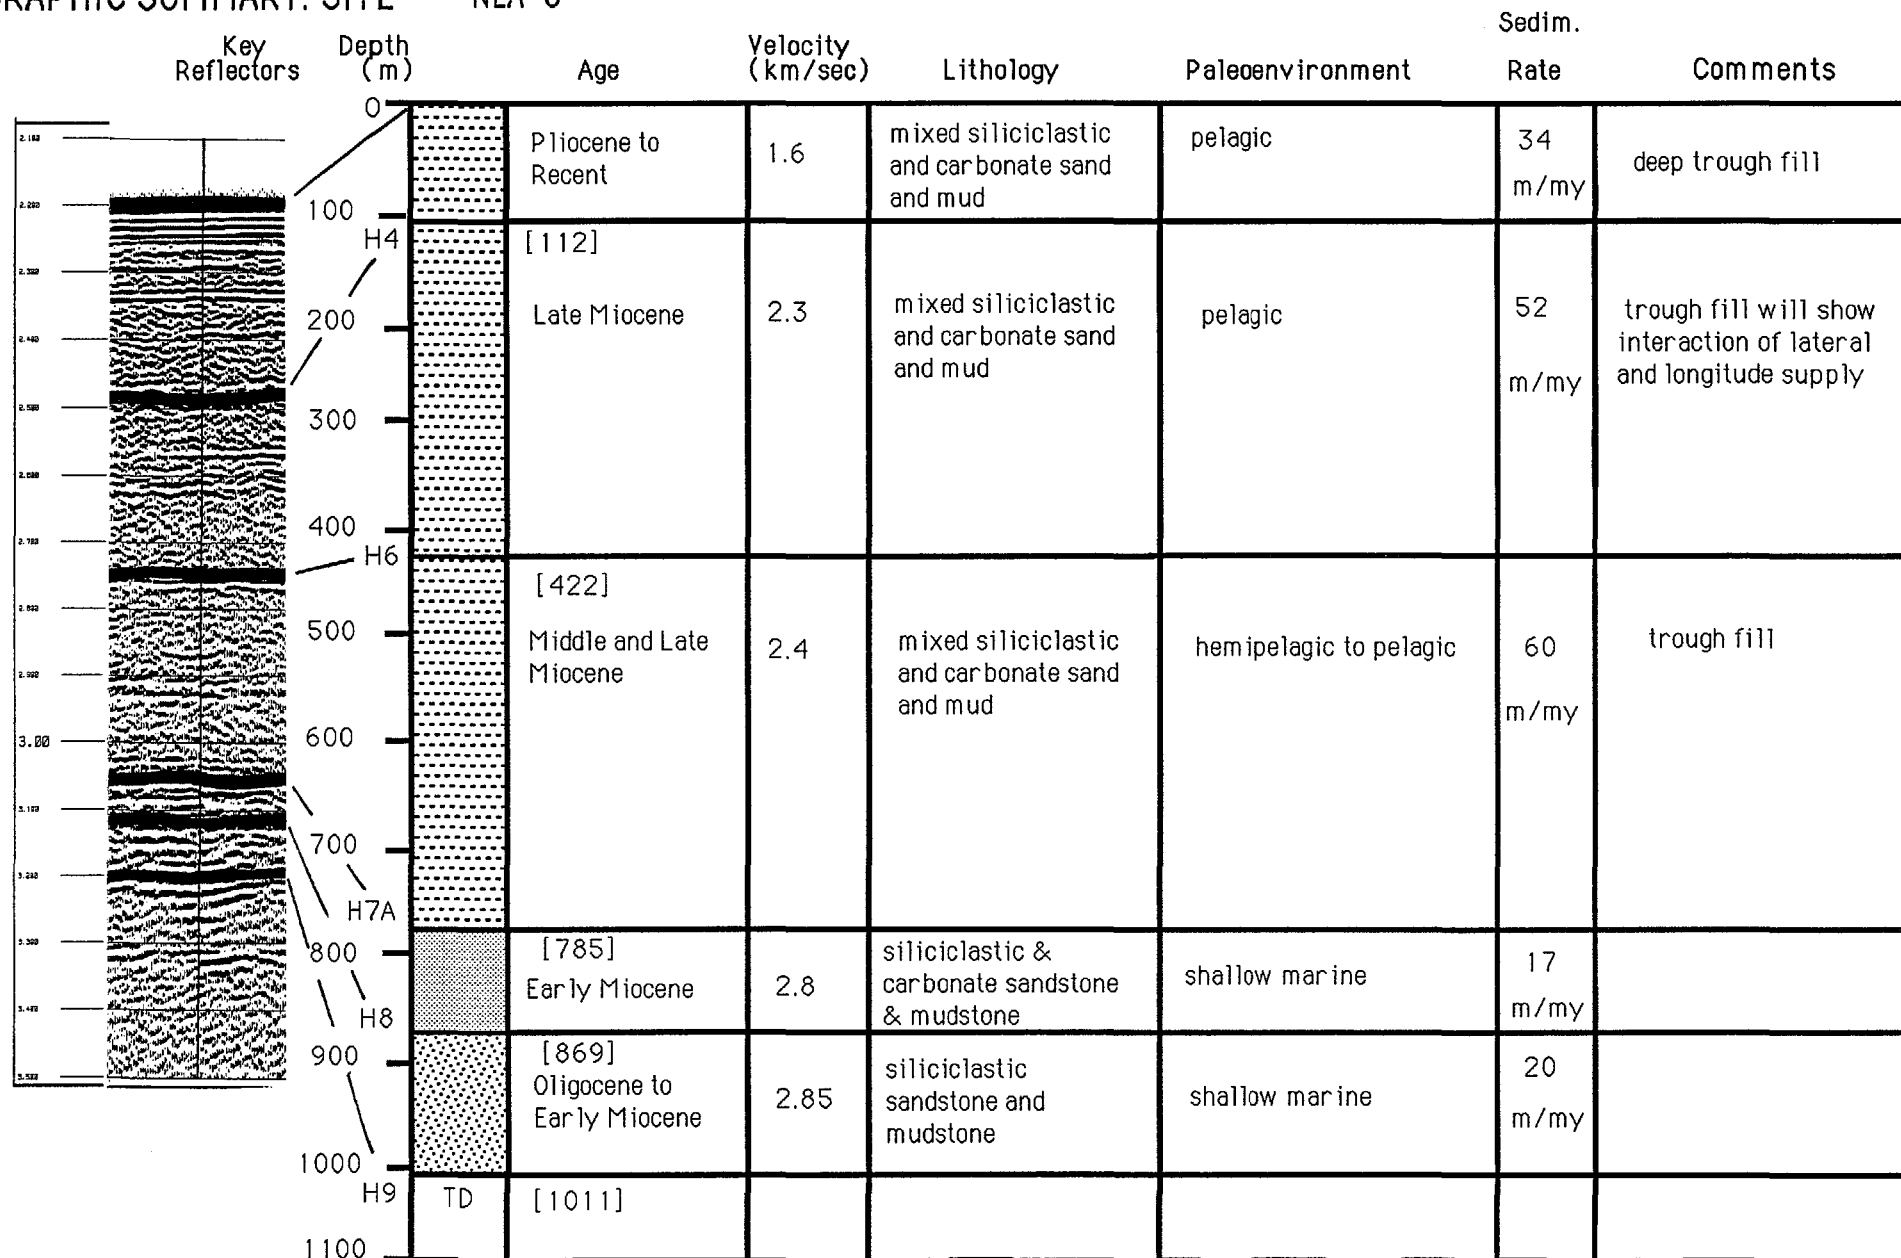 GRAPHIC SUMMARY: SITE NEA-6
Sedim.
Key Reflectors
Depth (m)
Age
Velocity (km/sec)
Lithology
Paleoenvironment
Rate
Comments
0
100
H4
200
300
400
H6
500
600
700
H7A
800
H8
900
1000
H9
1100
3.00
Pliocene to
Recent
1.6
mixed siliciclastic
and carbonate sand
and mud
pelagic
34
m/my
deep trough fill
[112]
Late Miocene
2.3
mixed siliciclastic
and carbonate sand
and mud
pelagic
52
m/my
trough fill will show
interaction of lateral
and longitude supply
[422]
Middle and Late
Miocene
2.4
mixed siliciclastic
and carbonate sand
and mud
hemipelagic to pelagic
60
m/my
trough fill
[785]
Early Miocene
2.8
siliciclastic &
carbonate sandstone
& mudstone
shallow marine
17
m/my
[869]
Oligocene to
Early Miocene
2.85
siliciclastic
sandstone and
mudstone
shallow marine
20
m/my
TD
[1011]